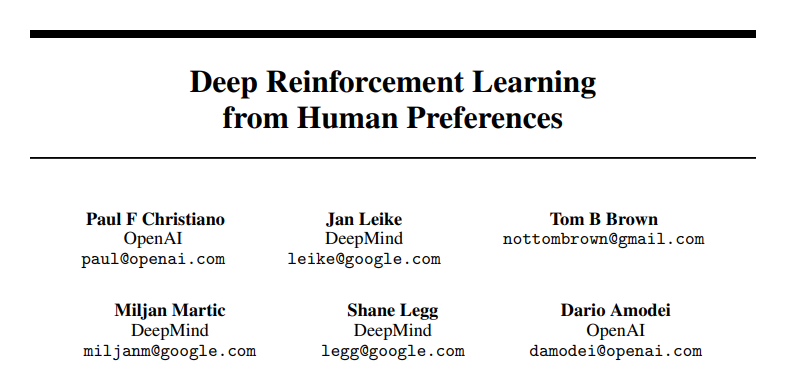 Deep Reinforcement Learning
from Human Preferences
Paul F Christiano
OpenAI
paul@openai.com
Jan Leike
DeepMind
leike@google.com
Tom B Brown
nottombrown@gmail.com
Miljan Martic
DeepMind
miljanm@google.com
Shane Legg
DeepMind
legg@google.com
Dario Amodei
OpenAI
damodei@openai.com